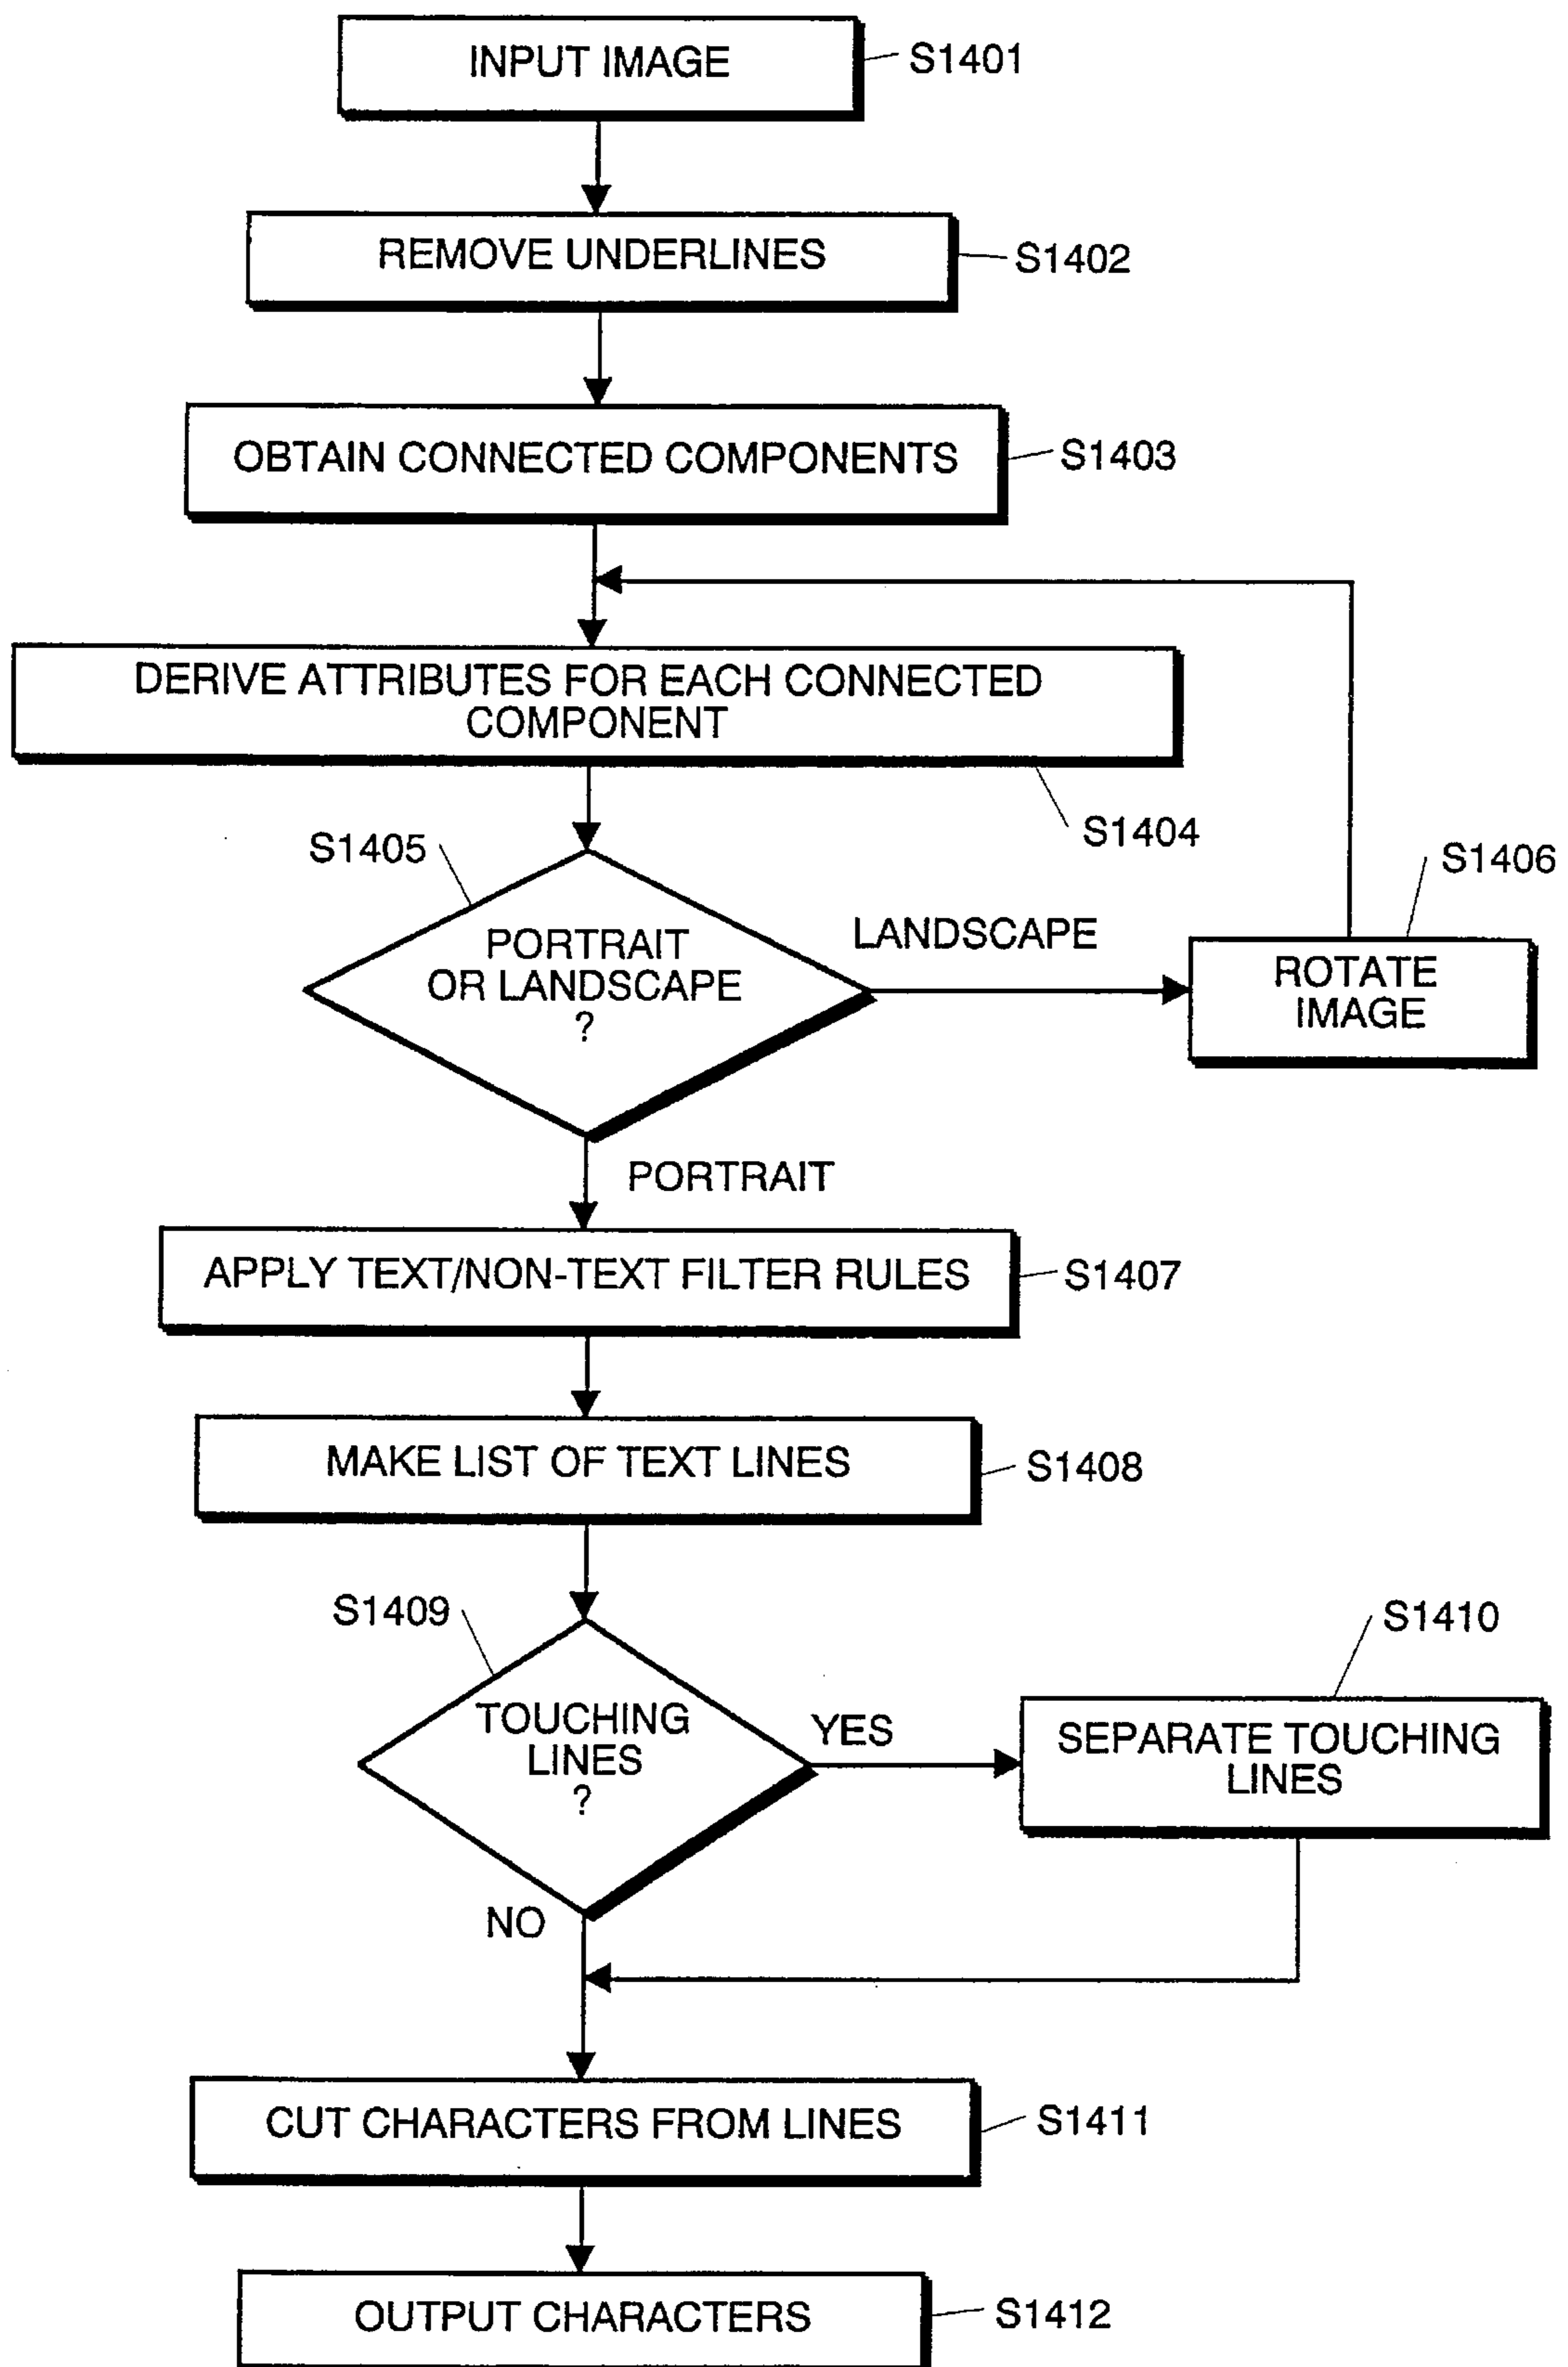 INPUT IMAGE
S1401
REMOVE UNDERLINES
S1402
OBTAIN CONNECTED COMPONENTS
S1403
DERIVE ATTRIBUTES FOR EACH CONNECTED
COMPONENT
S1404
S1405
PORTRAIT
OR LANDSCAPE
?
LANDSCAPE
S1406
ROTATE
IMAGE
PORTRAIT
APPLY TEXT/NON-TEXT FILTER RULES
S1407
MAKE LIST OF TEXT LINES
S1408
S1409
TOUCHING
LINES
?
YES
S1410
SEPARATE TOUCHING
LINES
NO
CUT CHARACTERS FROM LINES
S1411
OUTPUT CHARACTERS
S1412